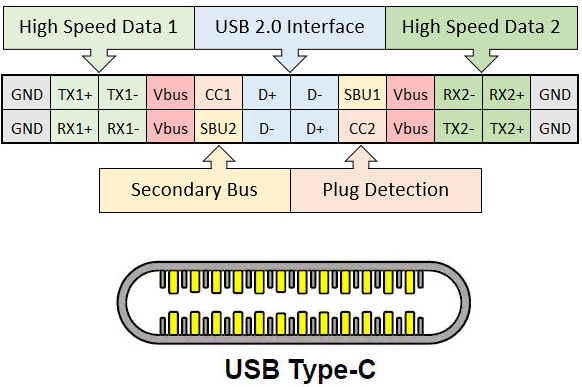 High Speed Data 1 USB 2.0 Interface High Speed Data 2
GND TX1+ TX1- Vbus CC1 D+ D- SBU1 Vbus RX2- RX2+ GND
GND RX1+ RX1- Vbus SBU2 D- D+ CC2 Vbus TX2- TX2+ GND
Secondary Bus Plug Detection
USB Type-C